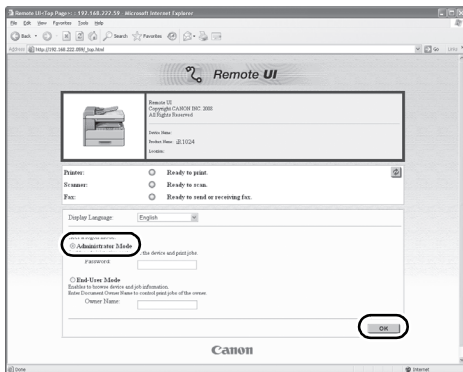 Remote UI <Top Page> : 192.168.222.59 Microsoft Internet Explorer
File Edit View Favorites Tools Help
Back Search Favorites
Address http://192.168.222.059/_top.html Go Links
Remote UI
Remote UI
Copyright CANON INC. 2008
All Rights Reserved
Device Name:
Product Name: iR1024
Location:
Printer: Ready to print.
Scanner: Ready to scan.
Fax: Ready to send or receiving fax.
Display Language: English
Administrator Mode
the device and print jobs.
Password:
End-User Mode
Enables to browse device and job information.
Enter Document Owner Name to control print jobs of the owner.
Owner Name:
OK
Canon
Done Internet